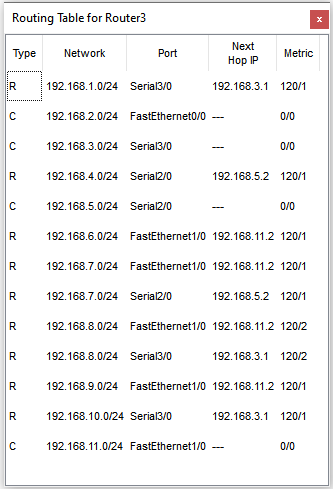 Routing Table for Router3
x
Type Network Port Next Hop IP Metric
R 192.168.1.0/24 Serial3/0 192.168.3.1 120/1
C 192.168.2.0/24 FastEthernet0/0 --- 0/0
C 192.168.3.0/24 Serial3/0 --- 0/0
R 192.168.4.0/24 Serial2/0 192.168.5.2 120/1
C 192.168.5.0/24 Serial2/0 --- 0/0
R 192.168.6.0/24 FastEthernet1/0 192.168.11.2 120/1
R 192.168.7.0/24 FastEthernet1/0 192.168.11.2 120/1
R 192.168.7.0/24 Serial2/0 192.168.5.2 120/1
R 192.168.8.0/24 FastEthernet1/0 192.168.11.2 120/2
R 192.168.8.0/24 Serial3/0 192.168.3.1 120/2
R 192.168.9.0/24 FastEthernet1/0 192.168.11.2 120/1
R 192.168.10.0/24 Serial3/0 192.168.3.1 120/1
C 192.168.11.0/24 FastEthernet1/0 --- 0/0